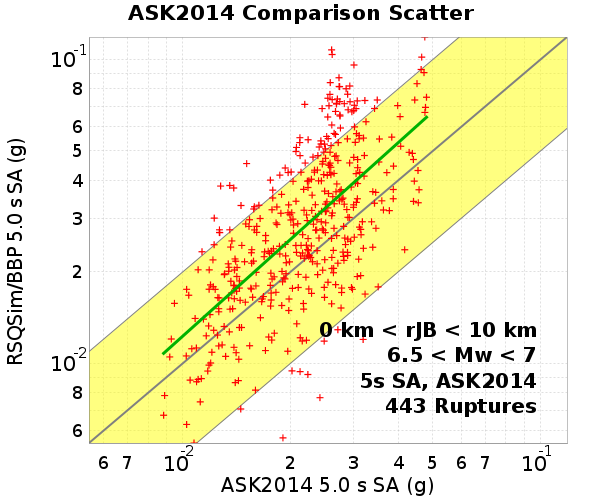 ASK2014 Comparison Scatter
RSQSim/BBP 5.0 s SA (g)
10⁻¹
8
6
5
4
3
2
10⁻²
8
6
0 km < rJB < 10 km
6.5 < Mw < 7
5s SA, ASK2014
443 Ruptures
6 7 10⁻² 2 3 4 5 6 7 10⁻¹
ASK2014 5.0 s SA (g)